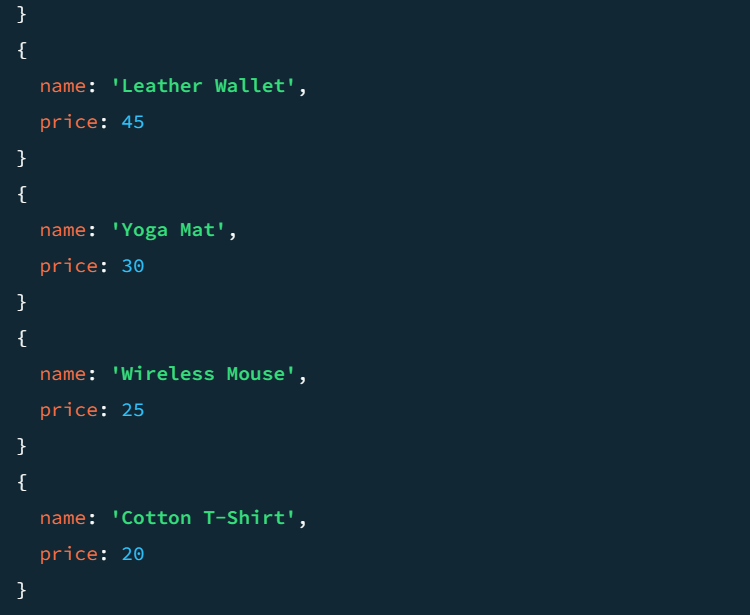 }
{
  name: 'Leather Wallet',
  price: 45
}
{
  name: 'Yoga Mat',
  price: 30
}
{
  name: 'Wireless Mouse',
  price: 25
}
{
  name: 'Cotton T-Shirt',
  price: 20
}